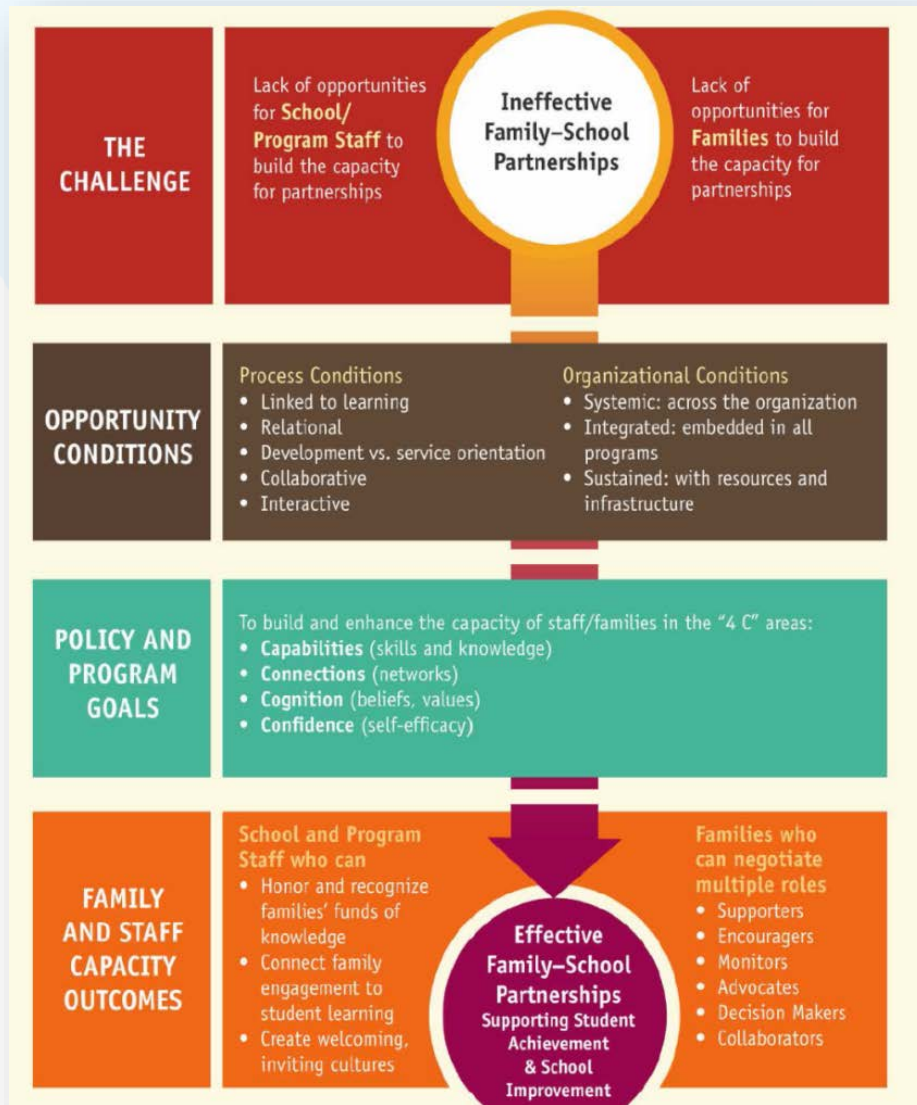 THE
CHALLENGE
Lack of opportunities
for School/
Program Staff to
build the capacity
for partnerships
Ineffective
Family–School
Partnerships
Lack of
opportunities for
Families to build
the capacity for
partnerships
OPPORTUNITY
CONDITIONS
Process Conditions
• Linked to learning
• Relational
• Development vs. service orientation
• Collaborative
• Interactive
Organizational Conditions
• Systemic: across the organization
• Integrated: embedded in all
programs
• Sustained: with resources and
infrastructure
POLICY AND
PROGRAM
GOALS
To build and enhance the capacity of staff/families in the “4 C” areas:
• Capabilities (skills and knowledge)
• Connections (networks)
• Cognition (beliefs, values)
• Confidence (self-efficacy)
FAMILY
AND STAFF
CAPACITY
OUTCOMES
School and Program
Staff who can
• Honor and recognize
families’ funds of
knowledge
• Connect family
engagement to
student learning
• Create welcoming,
inviting cultures
Effective
Family–School
Partnerships
Supporting Student
Achievement
& School
Improvement
Families who
can negotiate
multiple roles
• Supporters
• Encouragers
• Monitors
• Advocates
• Decision Makers
• Collaborators